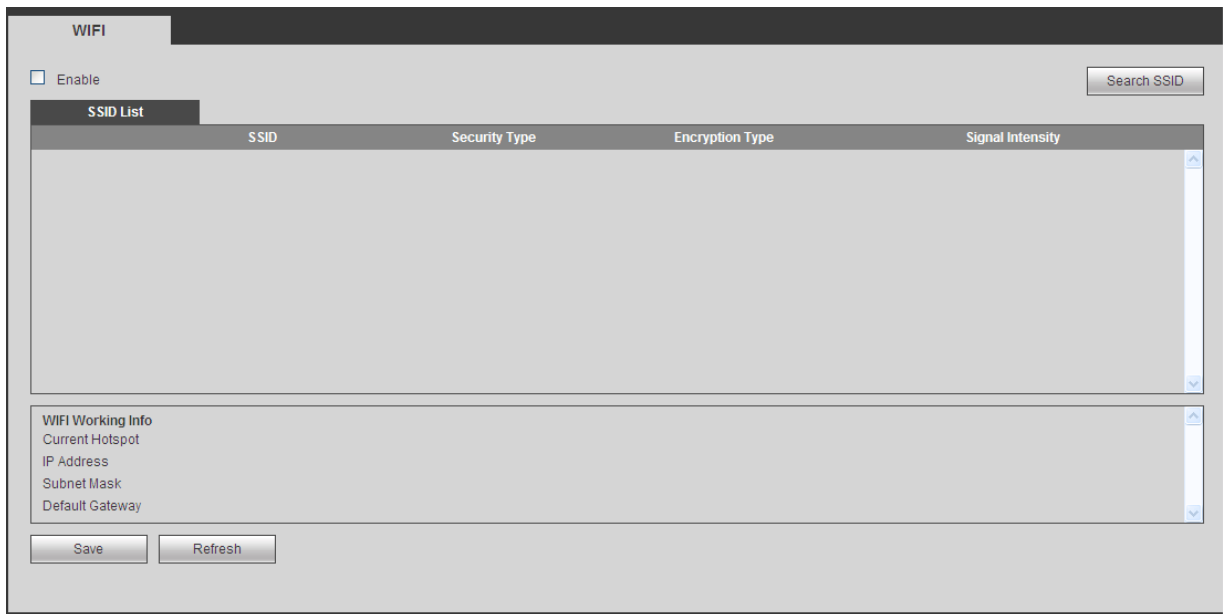 WIFI
Enable
Search SSID
SSID List
SSID Security Type Encryption Type Signal Intensity
WIFI Working Info
Current Hotspot
IP Address
Subnet Mask
Default Gateway
Save Refresh